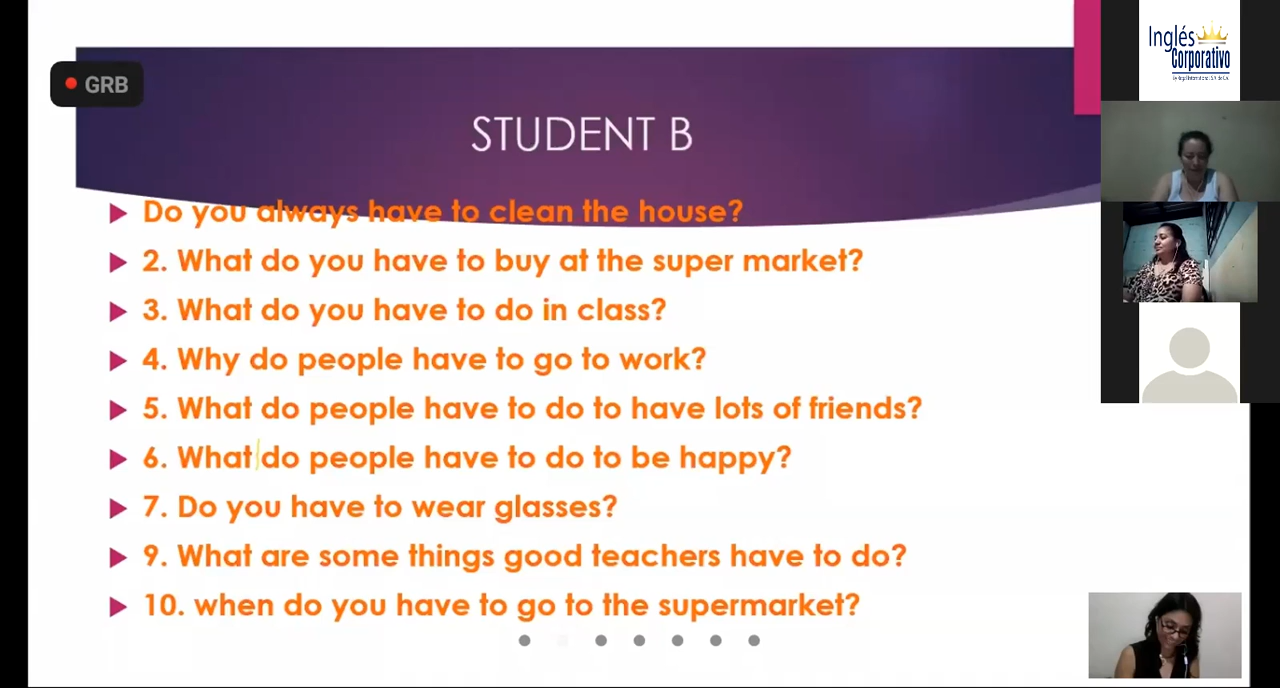 GRB
STUDENT B
Do you always have to clean the house?
2. What do you have to buy at the super market?
3. What do you have to do in class?
4. Why do people have to go to work?
5. What do people have to do to have lots of friends?
6. What do people have to do to be happy?
7. Do you have to wear glasses?
9. What are some things good teachers have to do?
10. when do you have to go to the supermarket?
Inglés
Corporativo